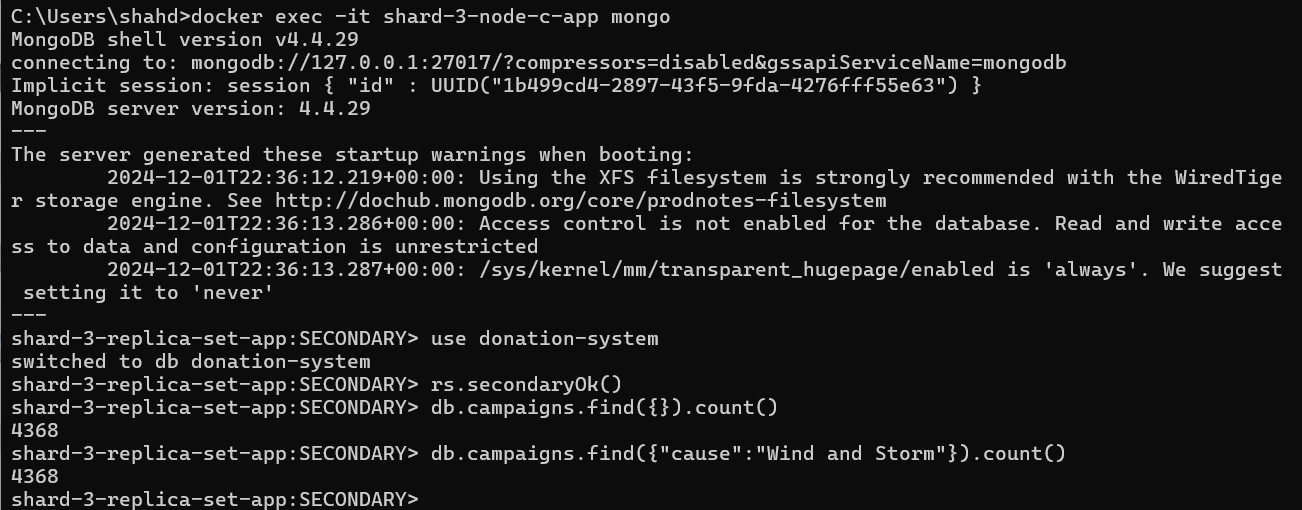 C:\Users\shahd>docker exec -it shard-3-node-c-app mongo
MongoDB shell version v4.4.29
connecting to: mongodb://127.0.0.1:27017/?compressors=disabled&gssapiServiceName=mongodb
Implicit session: session { "id" : UUID("1b499cd4-2897-43f5-9fda-4276fff55e63") }
MongoDB server version: 4.4.29
---
The server generated these startup warnings when booting:
        2024-12-01T22:36:12.219+00:00: Using the XFS filesystem is strongly recommended with the WiredTige
r storage engine. See http://dochub.mongodb.org/core/prodnotes-filesystem
        2024-12-01T22:36:13.286+00:00: Access control is not enabled for the database. Read and write acce
ss to data and configuration is unrestricted
        2024-12-01T22:36:13.287+00:00: /sys/kernel/mm/transparent_hugepage/enabled is 'always'. We suggest
 setting it to 'never'
---
shard-3-replica-set-app:SECONDARY> use donation-system
switched to db donation-system
shard-3-replica-set-app:SECONDARY> rs.secondaryOk()
shard-3-replica-set-app:SECONDARY> db.campaigns.find({}).count()
4368
shard-3-replica-set-app:SECONDARY> db.campaigns.find({"cause":"Wind and Storm"}).count()
4368
shard-3-replica-set-app:SECONDARY>